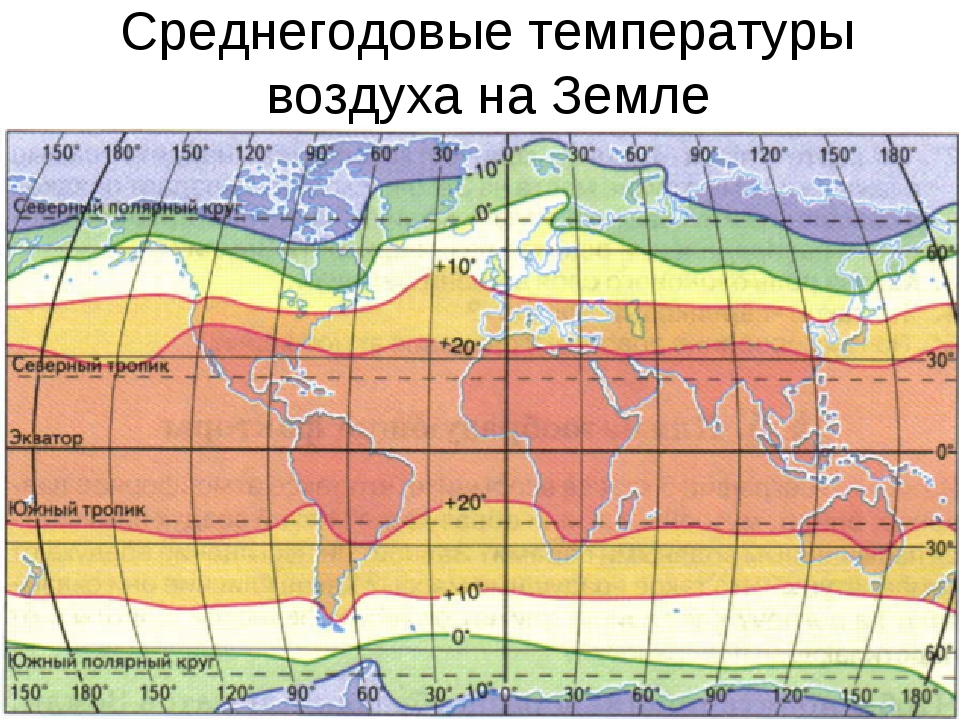 Среднегодовые температуры
воздуха на Земле
150° 180° 150° 120° 90° 60° 30° 0° 30° 60° 90° 120° 150° 180°
-10°
Северный полярный круг
0°
60°
+10°
+20°
30°
Северный тропик
Экватор
0°
+20°
Южный тропик
30°
+10°
0°
60°
Южный полярный круг
150° 180° 150° 120° 90° 60° 30° -10° 0° 30° 60° 90° 120° 150° 180°